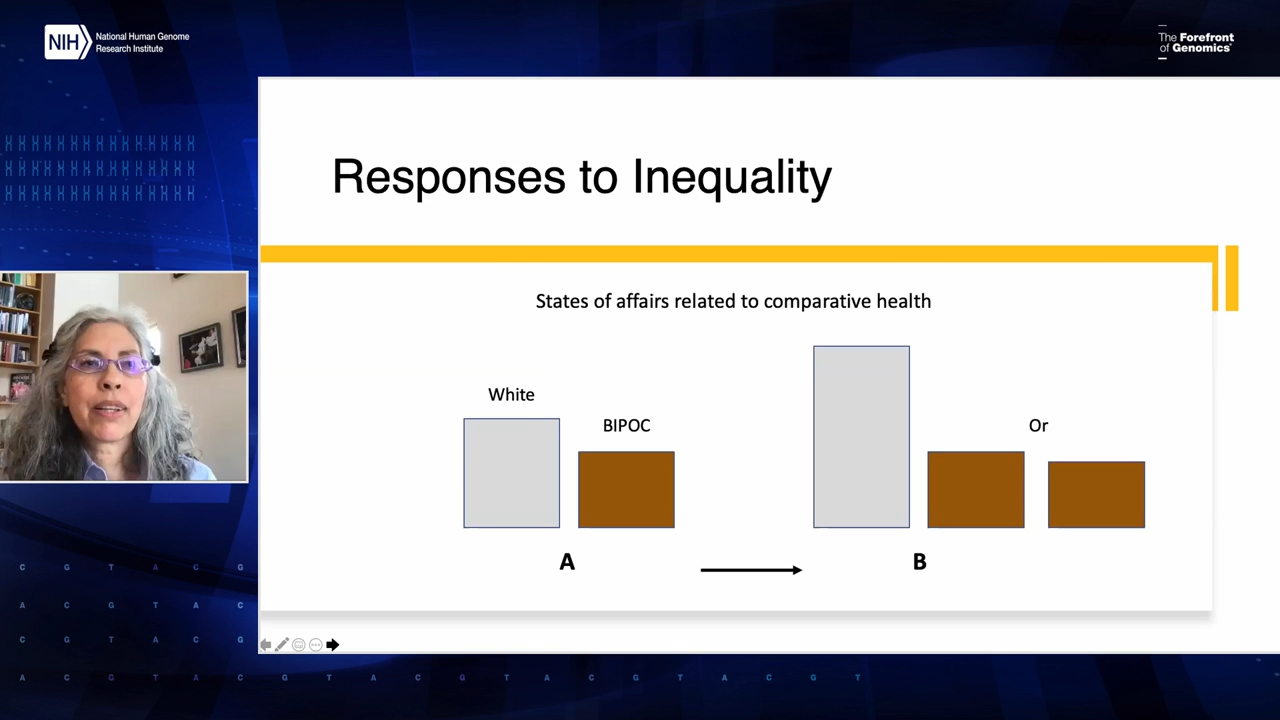 NIH
National Human Genome
Research Institute
The Forefront
of Genomics
Responses to Inequality
States of affairs related to comparative health
White
BIPOC
Or
A
B
C G T A C G
A C G T A C
C G T A C G
A C G T A C G T A C G T A C G T A C G T